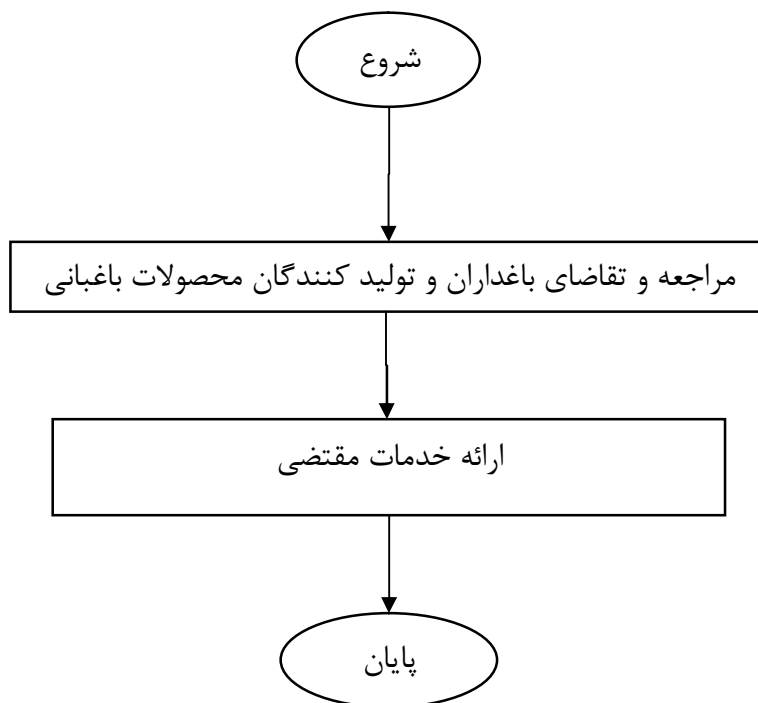 شروع
مراجعه و تقاضای باغداران و تولید کنندگان محصولات باغبانی
ارائه خدمات مقتضی
پایان